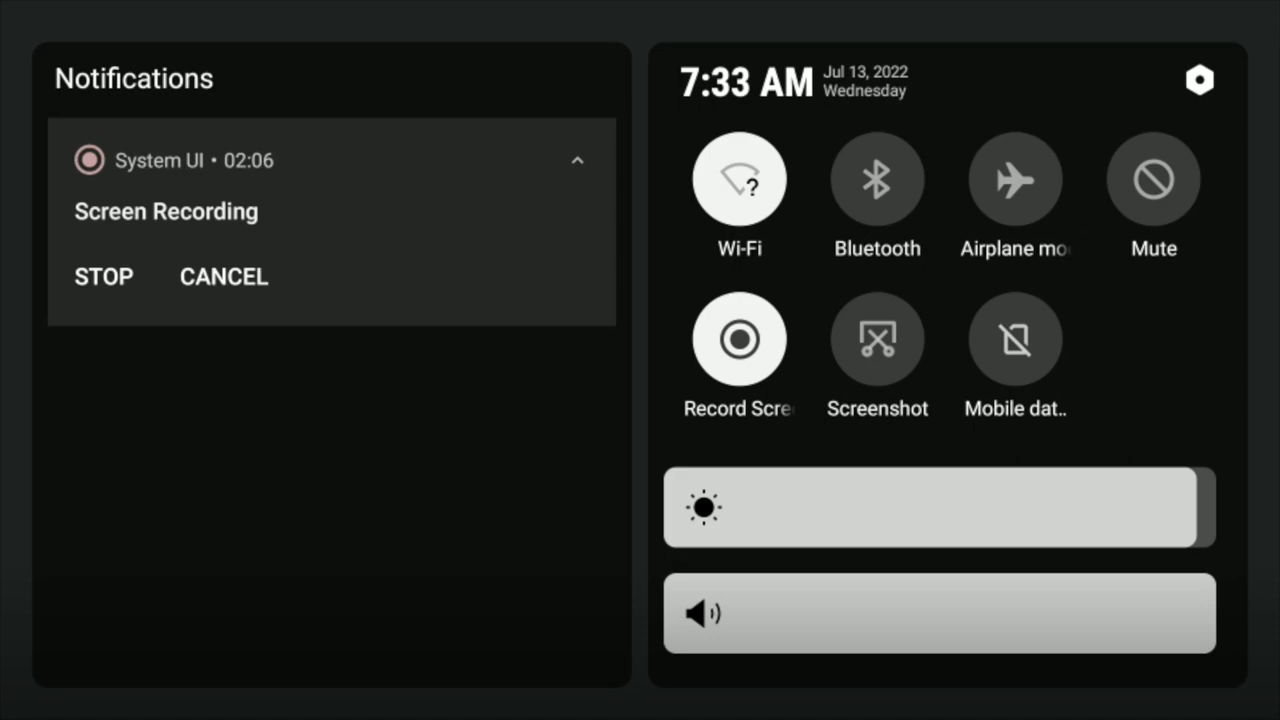 Notifications
System UI • 02:06
Screen Recording
STOP CANCEL
7:33 AM
Jul 13, 2022
Wednesday
?
Wi-Fi
Bluetooth
Airplane mo
Mute
Record Scre
Screenshot
Mobile dat..